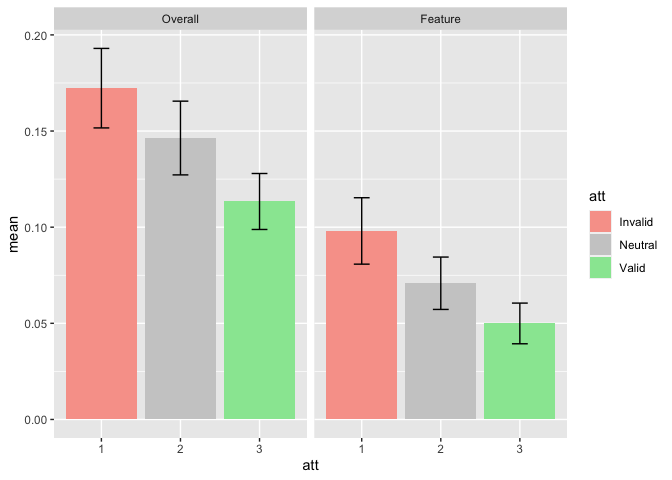 Overall Feature
0.20
0.15
0.10
0.05
0.00
mean
1 2 3 1 2 3
att
att
Invalid
Neutral
Valid